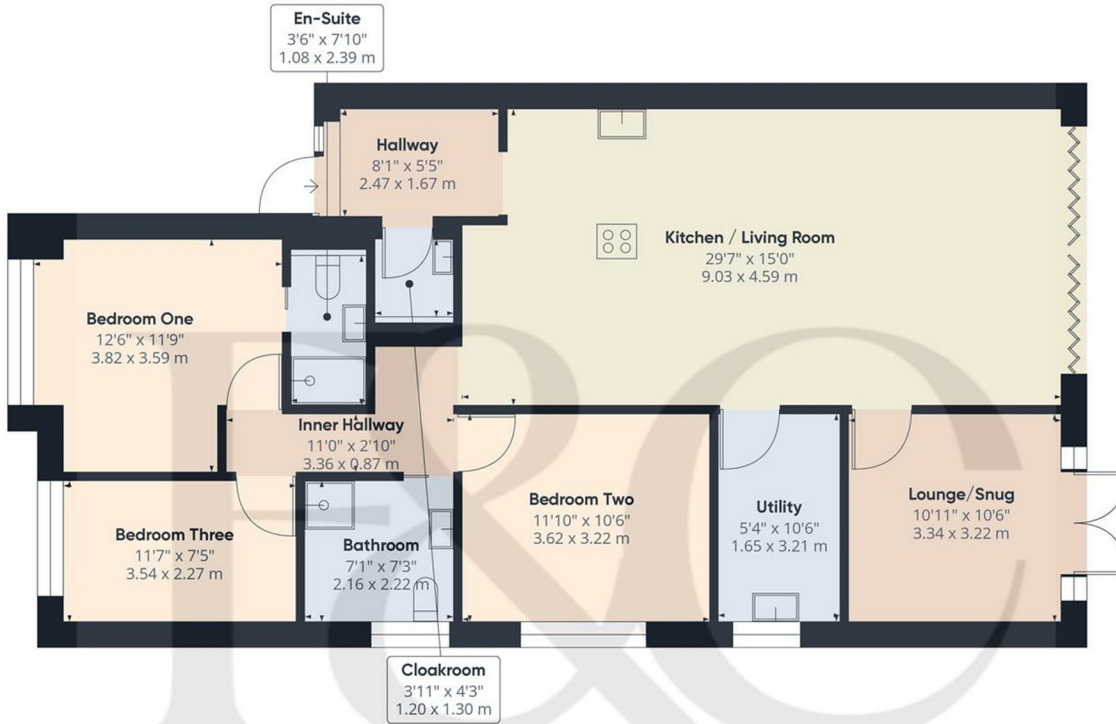 En-Suite
3'6" x 7'10"
1.08 x 2.39 m
Hallway
8'1" x 5'5"
2.47 x 1.67 m
Kitchen / Living Room
29'7" x 15'0"
9.03 x 4.59 m
Bedroom One
12'6" x 11'9"
3.82 x 3.59 m
Inner Hallway
11'0" x 2'10"
3.36 x 0.87 m
Bedroom Two
11'10" x 10'6"
3.62 x 3.22 m
Utility
5'4" x 10'6"
1.65 x 3.21 m
Lounge/Snug
10'11" x 10'6"
3.34 x 3.22 m
Bedroom Three
11'7" x 7'5"
3.54 x 2.27 m
Bathroom
7'1" x 7'3"
2.16 x 2.22 m
Cloakroom
3'11" x 4'3"
1.20 x 1.30 m
F&C